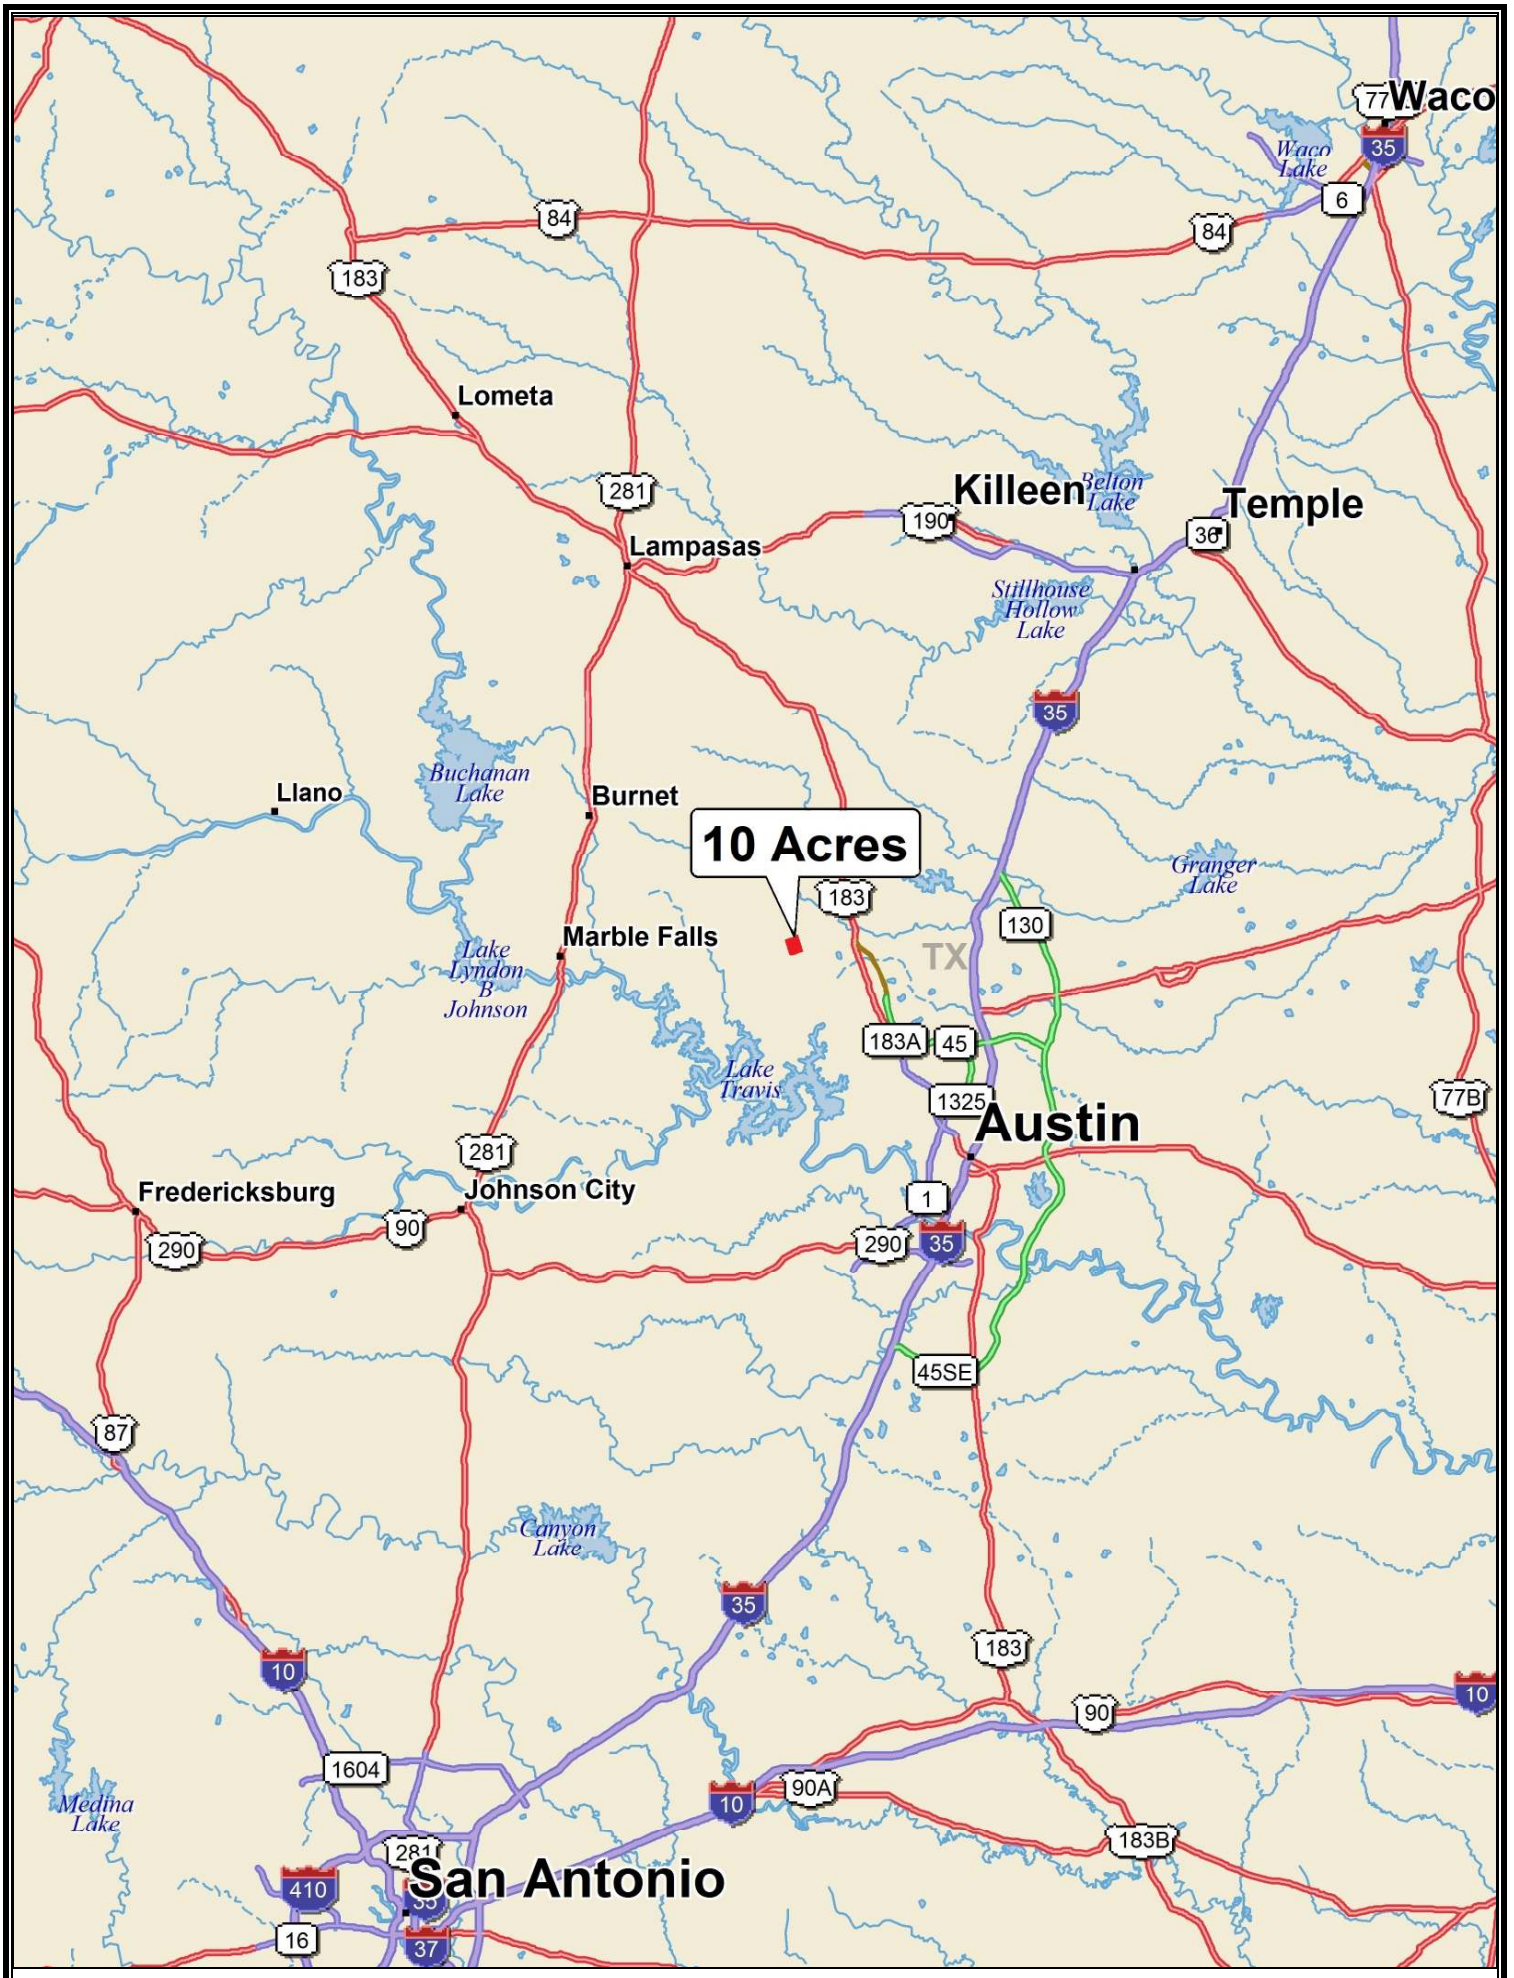 Waco
77
35
Waco
Lake
6
84
84
183
Lometa
281
Killeen
Belton
Lake
190
Temple
36
Lampasas
Stillhouse
Hollow
Lake
35
Buchanan
Lake
Llano
Burnet
10 Acres
Granger
Lake
183
130
Marble Falls
TX
Lake
Lyndon
B
Johnson
183A
45
Lake
Travis
1325
77B
Austin
281
Johnson City
Fredericksburg
1
90
290
290
35
45SE
87
Canyon
Lake
35
183
10
10
90
1604
90A
10
Medina
Lake
183B
281
San Antonio
410
35
16
37